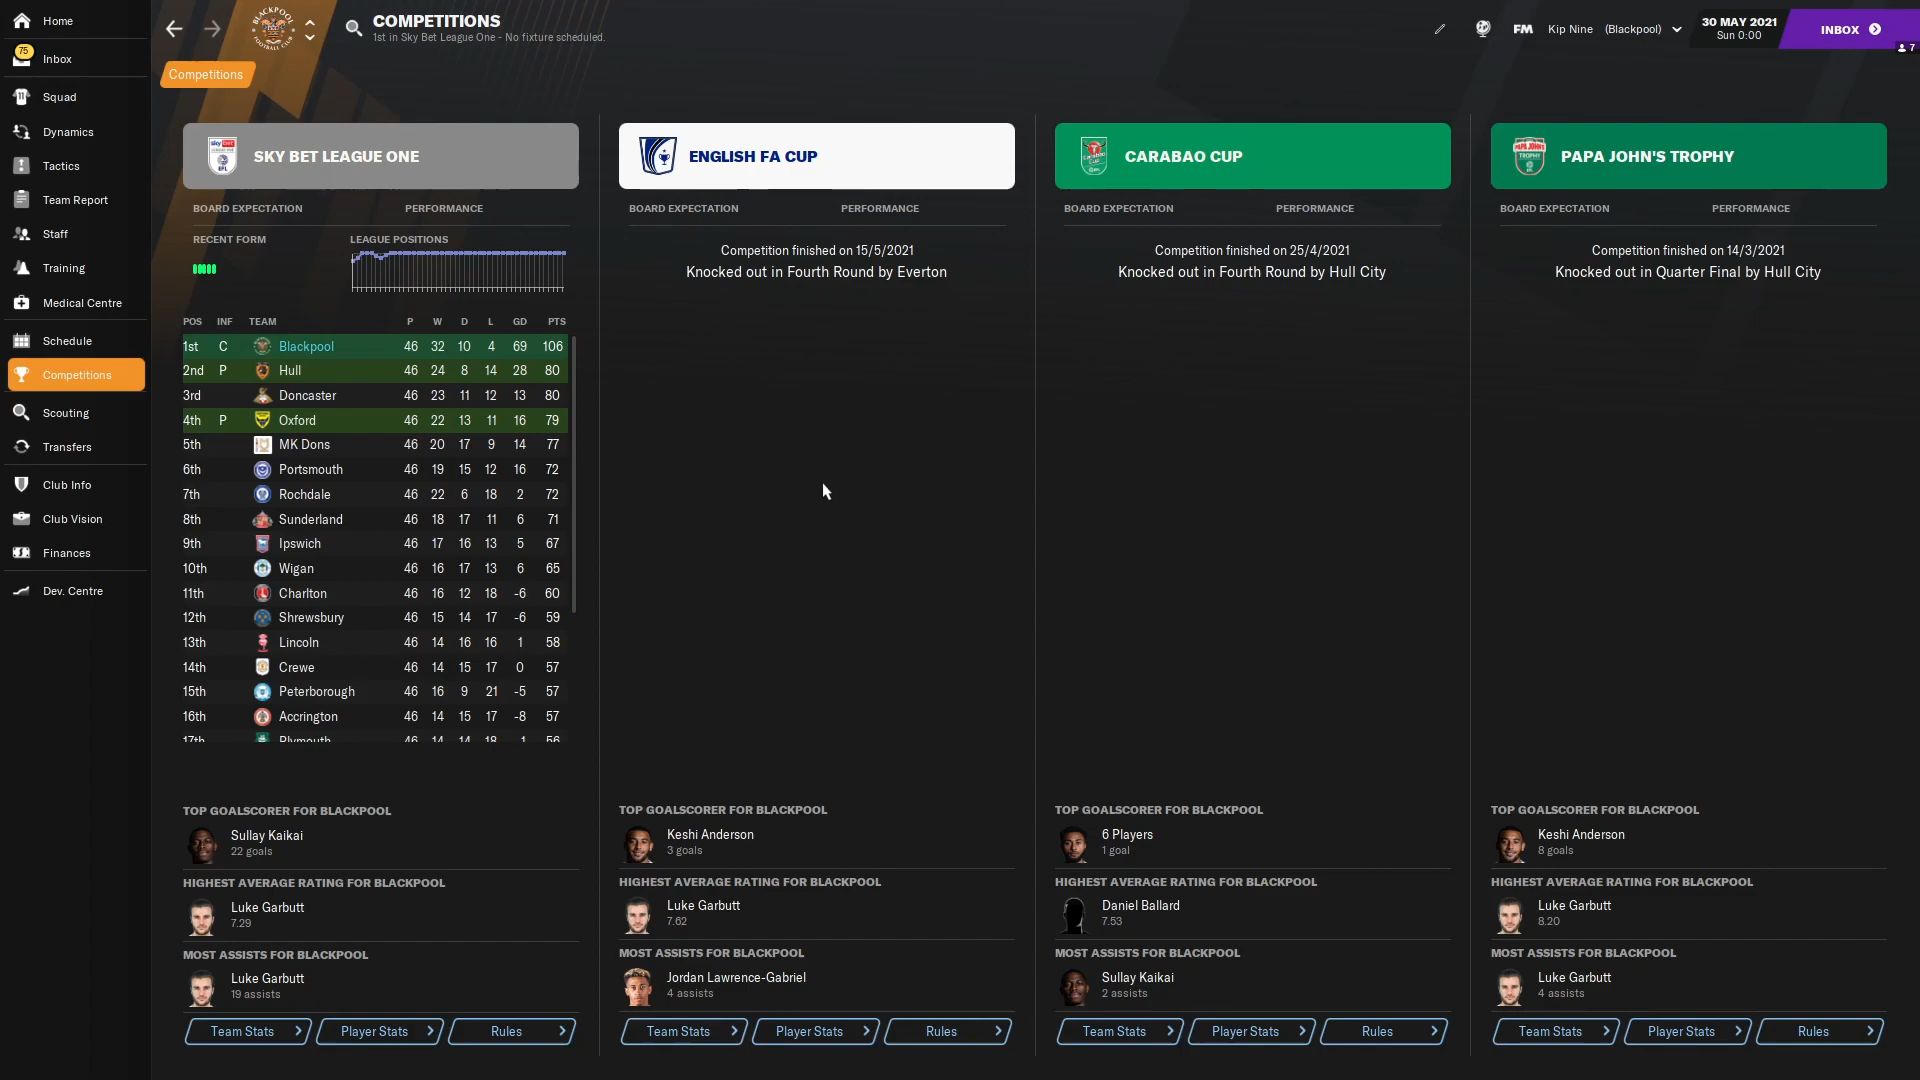 Home
75
Inbox
Squad
Dynamics
Tactics
Team Report
Staff
Training
Medical Centre
Schedule
Competitions
Scouting
Transfers
Club Info
Club Vision
Finances
Dev. Centre
BLACKPOOL
FOOTBALL CLUB
COMPETITIONS
1st in Sky Bet League One - No fixture scheduled.
FM
Kip Nine (Blackpool)
30 MAY 2021
Sun 0:00
INBOX
7
Competitions
SKY BET LEAGUE ONE
BOARD EXPECTATION PERFORMANCE
RECENT FORM LEAGUE POSITIONS
POS INF TEAM P W D L GD PTS
1st C Blackpool 46 32 10 4 69 106
2nd P Hull 46 24 8 14 28 80
3rd Doncaster 46 23 11 12 13 80
4th P Oxford 46 22 13 11 16 79
5th MK Dons 46 20 17 9 14 77
6th Portsmouth 46 19 15 12 16 72
7th Rochdale 46 22 6 18 2 72
8th Sunderland 46 18 17 11 6 71
9th Ipswich 46 17 16 13 5 67
10th Wigan 46 16 17 13 6 65
11th Charlton 46 16 12 18 -6 60
12th Shrewsbury 46 15 14 17 -6 59
13th Lincoln 46 14 16 16 1 58
14th Crewe 46 14 15 17 0 57
15th Peterborough 46 16 9 21 -5 57
16th Accrington 46 14 15 17 -8 57
17th Plymouth 46 14 14 18 1 56
TOP GOALSCORER FOR BLACKPOOL
Sullay Kaikai
22 goals
HIGHEST AVERAGE RATING FOR BLACKPOOL
Luke Garbutt
7.29
MOST ASSISTS FOR BLACKPOOL
Luke Garbutt
19 assists
Team Stats Player Stats Rules
ENGLISH FA CUP
BOARD EXPECTATION PERFORMANCE
Competition finished on 15/5/2021
Knocked out in Fourth Round by Everton
TOP GOALSCORER FOR BLACKPOOL
Keshi Anderson
3 goals
HIGHEST AVERAGE RATING FOR BLACKPOOL
Luke Garbutt
7.62
MOST ASSISTS FOR BLACKPOOL
Jordan Lawrence-Gabriel
4 assists
Team Stats Player Stats Rules
CARABAO CUP
BOARD EXPECTATION PERFORMANCE
Competition finished on 25/4/2021
Knocked out in Fourth Round by Hull City
TOP GOALSCORER FOR BLACKPOOL
6 Players
1 goal
HIGHEST AVERAGE RATING FOR BLACKPOOL
Daniel Ballard
7.53
MOST ASSISTS FOR BLACKPOOL
Sullay Kaikai
2 assists
Team Stats Player Stats Rules
PAPA JOHN'S TROPHY
BOARD EXPECTATION PERFORMANCE
Competition finished on 14/3/2021
Knocked out in Quarter Final by Hull City
TOP GOALSCORER FOR BLACKPOOL
Keshi Anderson
8 goals
HIGHEST AVERAGE RATING FOR BLACKPOOL
Luke Garbutt
8.20
MOST ASSISTS FOR BLACKPOOL
Luke Garbutt
4 assists
Team Stats Player Stats Rules